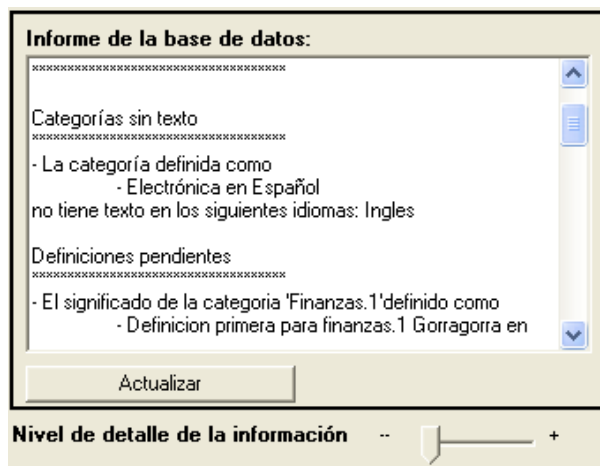 Informe de la base de datos:
************************************
Categorías sin texto
************************************
- La categoría definida como
- Electrónica en Español
no tiene texto en los siguientes idiomas: Ingles
Definiciones pendientes
************************************
- El significado de la categoria 'Finanzas.1'definido como
- Definicion primera para finanzas.1 Gorragorra en
Actualizar
Nivel de detalle de la información -- +